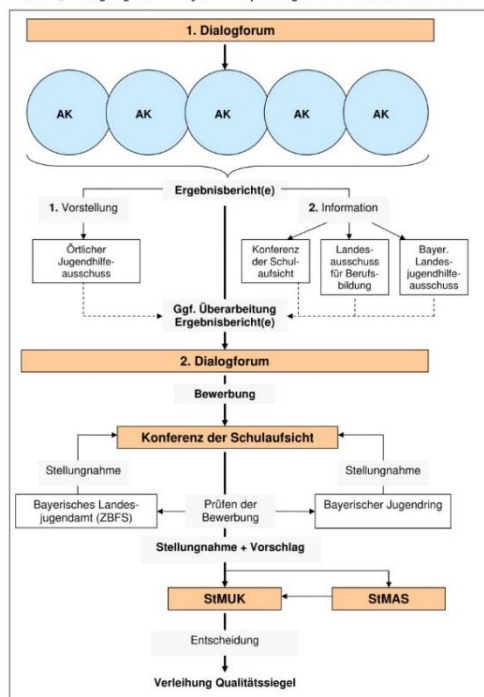 1. Dialogforum
AK AK AK AK AK
Ergebnisbericht(e)
1. Vorstellung
2. Information
Örtlicher
Jugendhilfe-
ausschuss
Konferenz
der Schul-
aufsicht
Landes-
ausschuss
für Berufs-
bildung
Bayer.
Landes-
jugendhilfe-
ausschuss
Ggf. Überarbeitung
Ergebnisbericht(e)
2. Dialogforum
Bewerbung
Konferenz der Schulaufsicht
Stellungnahme
Stellungnahme
Bayerisches Landes-
jugendamt (ZBFS)
Prüfen der
Bewerbung
Bayerischer Jugendring
Stellungnahme + Vorschlag
StMUK
StMAS
Entscheidung
Verleihung Qualitätssiegel